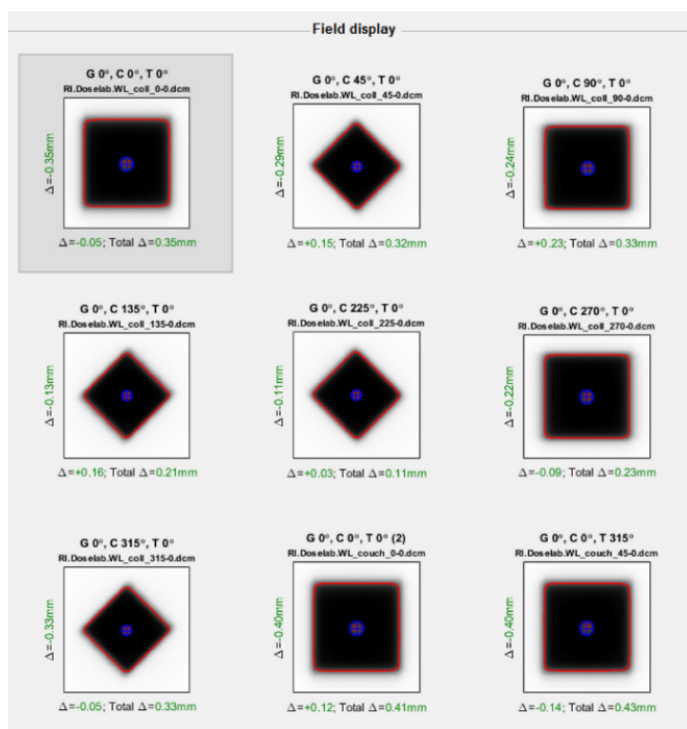 Field display
G 0°, C 0°, T 0°
RI.Doselab.WL_coll_0-0.dcm
Δ=-0.35mm
Δ=-0.05; Total Δ=0.35mm
G 0°, C 45°, T 0°
RI.Doselab.WL_coll_45-0.dcm
Δ=-0.29mm
Δ=+0.15; Total Δ=0.32mm
G 0°, C 90°, T 0°
RI.Doselab.WL_coll_90-0.dcm
Δ=-0.24mm
Δ=+0.23; Total Δ=0.33mm
G 0°, C 135°, T 0°
RI.Doselab.WL_coll_135-0.dcm
Δ=-0.13mm
Δ=+0.16; Total Δ=0.21mm
G 0°, C 225°, T 0°
RI.Doselab.WL_coll_225-0.dcm
Δ=-0.11mm
Δ=+0.03; Total Δ=0.11mm
G 0°, C 270°, T 0°
RI.Doselab.WL_coll_270-0.dcm
Δ=-0.22mm
Δ=-0.09; Total Δ=0.23mm
G 0°, C 315°, T 0°
RI.Doselab.WL_coll_315-0.dcm
Δ=-0.33mm
Δ=-0.05; Total Δ=0.33mm
G 0°, C 0°, T 0° (2)
RI.Doselab.WL_couch_0-0.dcm
Δ=-0.40mm
Δ=+0.12; Total Δ=0.41mm
G 0°, C 0°, T 315°
RI.Doselab.WL_couch_45-0.dcm
Δ=-0.40mm
Δ=-0.14; Total Δ=0.43mm